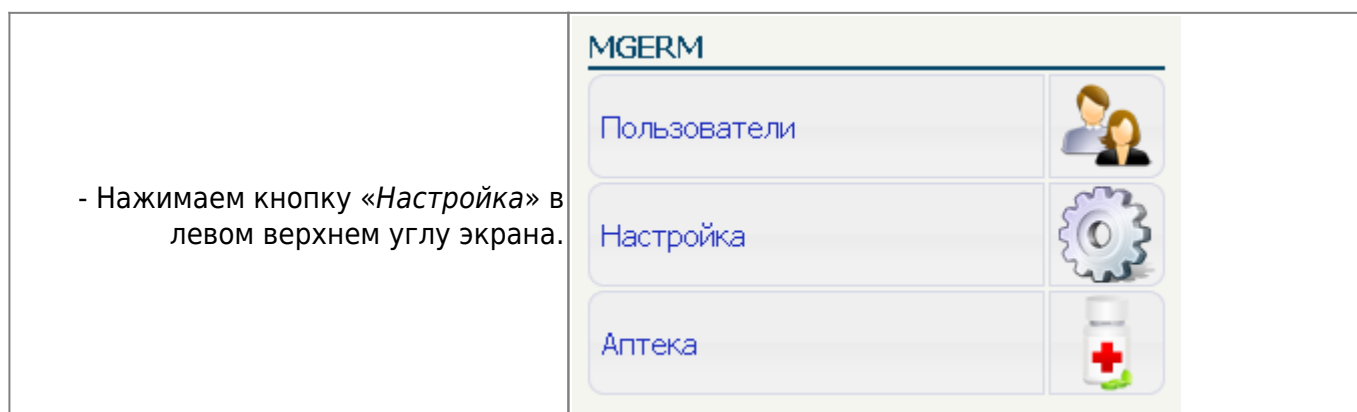 - Нажимаем кнопку «Настройка» в
левом верхнем углу экрана.
MGERM
Пользователи
Настройка
Аптека